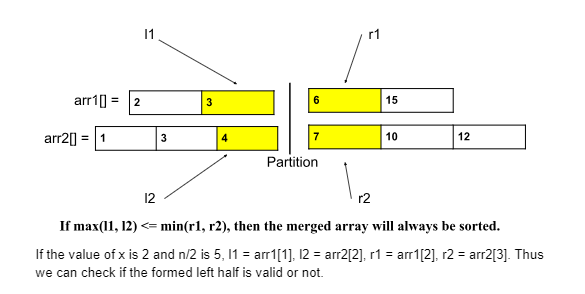 l1 r1
arr1[] = 2 3 6 15
arr2[] = 1 3 4 7 10 12
Partition
l2 r2
If max(l1, l2) <= min(r1, r2), then the merged array will always be sorted.
If the value of x is 2 and n/2 is 5, l1 = arr1[1], l2 = arr2[2], r1 = arr1[2], r2 = arr2[3]. Thus
we can check if the formed left half is valid or not.